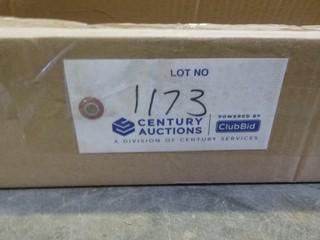 LOT NO
1173
CENTURY AUCTIONS
POWERED BY
ClubBid
A DIVISION OF CENTURY SERVICES